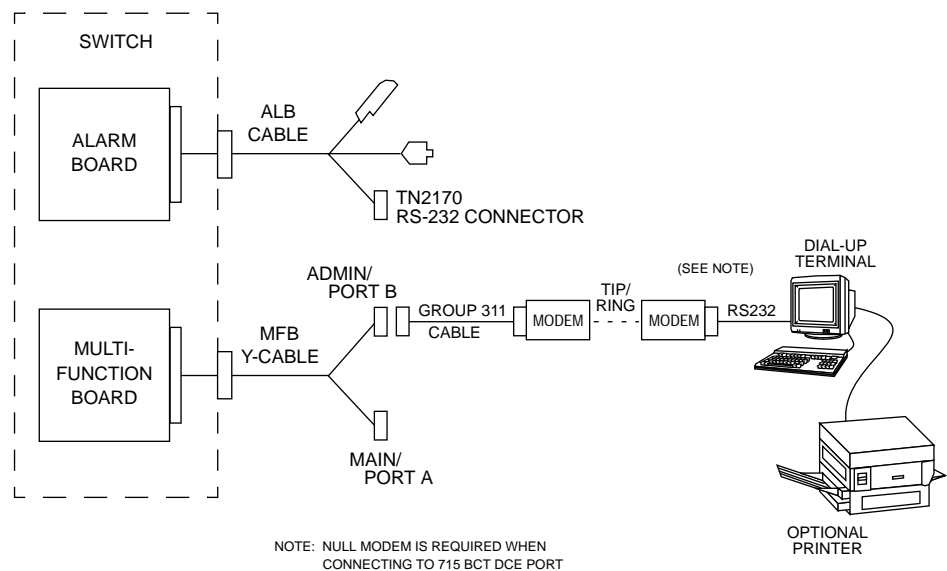 SWITCH
ALARM
BOARD
ALB
CABLE
TN2170
RS-232 CONNECTOR
MULTI-
FUNCTION
BOARD
MFB
Y-CABLE
ADMIN/
PORT B
MAIN/
PORT A
GROUP 311
CABLE
MODEM
TIP/
RING
MODEM
(SEE NOTE)
RS232
DIAL-UP
TERMINAL
OPTIONAL
PRINTER
NOTE: NULL MODEM IS REQUIRED WHEN
CONNECTING TO 715 BCT DCE PORT